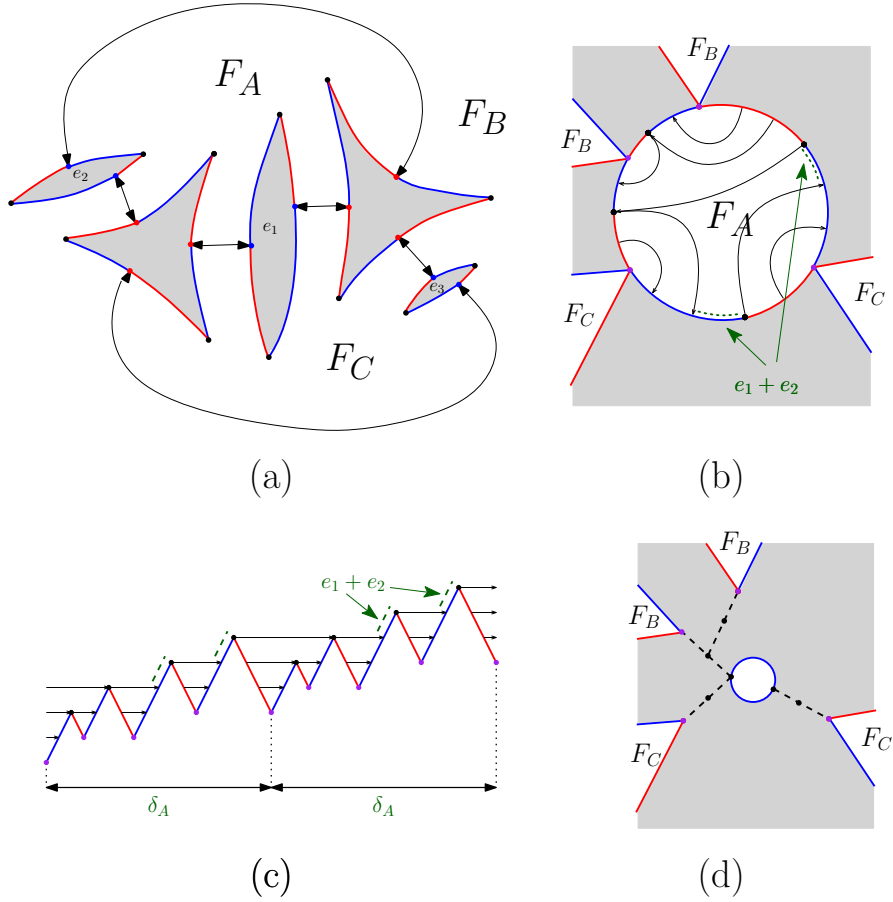 F_A
F_B
e_2
e_1
e_3
F_C
(a)
F_B
F_B
F_A
F_C
F_C
e_1 + e_2
(b)
e_1 + e_2
δ_A
δ_A
(c)
F_B
F_B
F_C
F_C
(d)